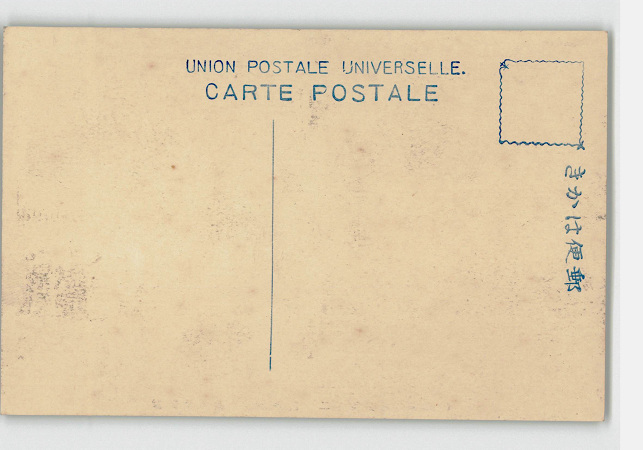 UNION POSTALE UNIVERSELLE.
CARTE POSTALE
郵便はかき